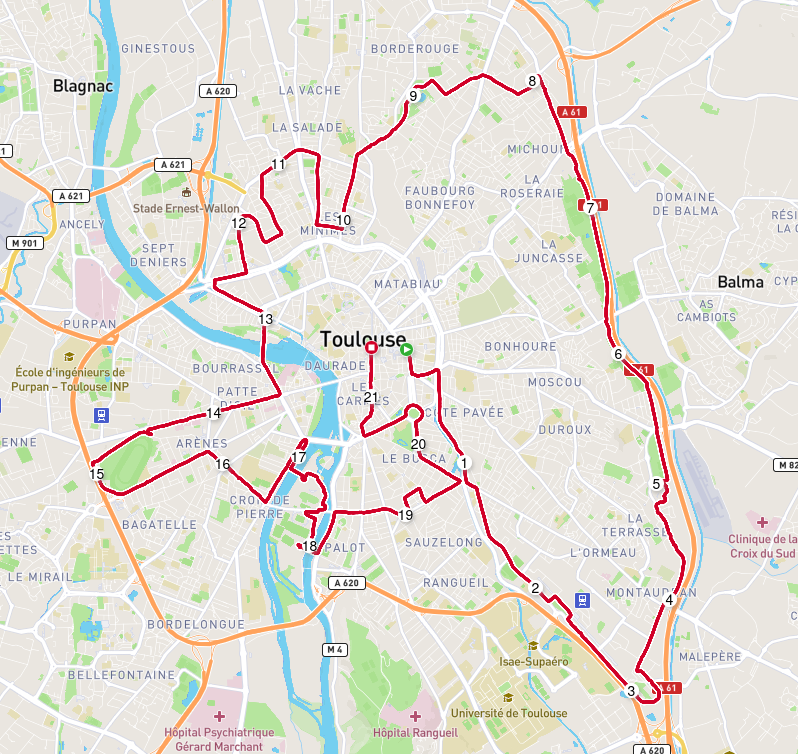 GINESTOUS
BORDEROUGE
Blagnac
A 620
LA VACHE
8
9
A 61
LA SALADE
MICHOU
1
A 621
11
A 621
LA
ROSERAIE
FAUBOURG
BONNEFOY
DOMAINE
DE BALMA
Stade Ernest-Wallon
7
ANCELY
12
LES
MINIMES
10
M 901
SEPT
DENIERS
LA
JUNCASSE
MATABIAU
Balma
CYP
AS
CAMBIOTS
PURPAN
13
Toulouse
BONHOURE
6
A 61
École d'ingénieurs de
Purpan – Toulouse INP
BOURRASSOL
DAURADE
MOSCOU
PATTE
D'OIE
LES
CARMES
21
14
CÔTE PAVÉE
DUROUX
ENNE
ARÈNES
20
LE BUSCA
17
1
M 82
15
16
5
CROIX DE
PIERRE
19
LA
TERRASSE
BAGATELLE
Clinique de la
Croix du Sud
SAUZELONG
18
PALOT
L'ORMEAU
LE MIRAIL
A 620
RANGUEIL
2
MONTAUDRAN
4
BORDELONGUE
M 4
Isae-Supaéro
MALEPÈRE
BELLEFONTAINE
3
A 61
Université de Toulouse
Hôpital Psychiatrique
Gérard Marchant
Hôpital Rangueil
A 620